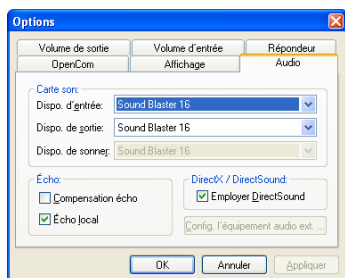 Options
Volume de sortie
Volume d'entrée
Répondeur
OpenCom
Affichage
Audio
Carte son:
Dispo. d'entrée: Sound Blaster 16
Dispo. de sortie: Sound Blaster 16
Dispo. de sonner: Sound Blaster 16
Écho:
Compensation écho
Écho local
DirectX / DirectSound:
Employer DirectSound
Config. l'équipement audio ext. ...
OK
Annuler
Appliquer